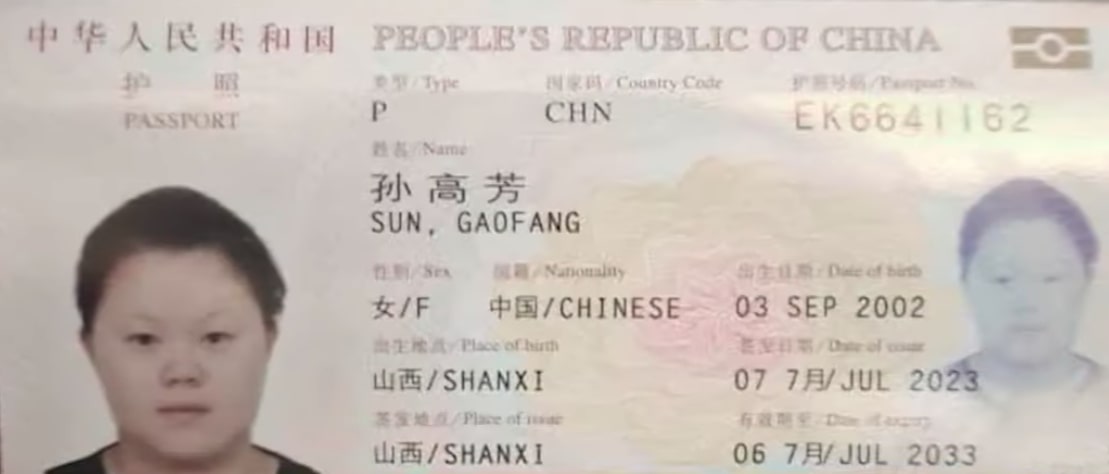 中华人民共和国 PEOPLE'S REPUBLIC OF CHINA
护照 类型/Type 国家码/Country Code 护照号码/Passport No.
PASSPORT P CHN EK6641162
姓名/Name
孙高芳
SUN, GAOFANG
性别/Sex 国籍/Nationality 出生日期/Date of birth
女/F 中国/CHINESE 03 SEP 2002
出生地点/Place of birth 签发日期/Date of issue
山西/SHANXI 07 7月/JUL 2023
签发地点/Place of issue 有效期至/Date of expiry
山西/SHANXI 06 7月/JUL 2033